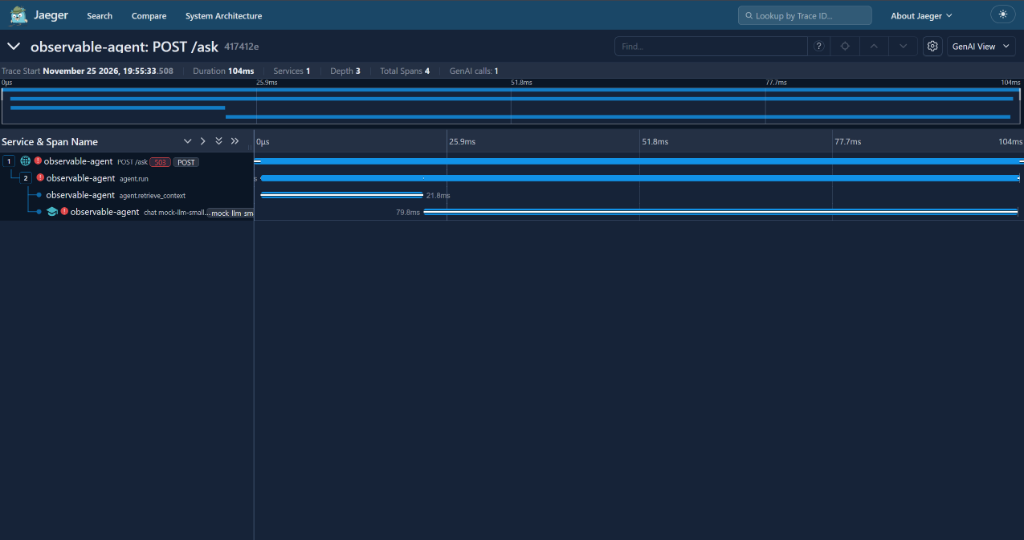 Jaeger Search Compare System Architecture Lookup by Trace ID... About Jaeger
observable-agent: POST /ask 417412e Find... ? GenAI View
Trace Start November 25 2026, 19:55:33.508 Duration 104ms Services 1 Depth 3 Total Spans 4 GenAI calls: 1
0μs 25.9ms 51.8ms 77.7ms 104ms
Service & Span Name 0μs 25.9ms 51.8ms 77.7ms 104ms
1 observable-agent POST /ask 503 POST
2 observable-agent agent.run
observable-agent agent.retrieve_context 21.8ms
observable-agent chat mock-llm-small... mock llm sm 79.8ms